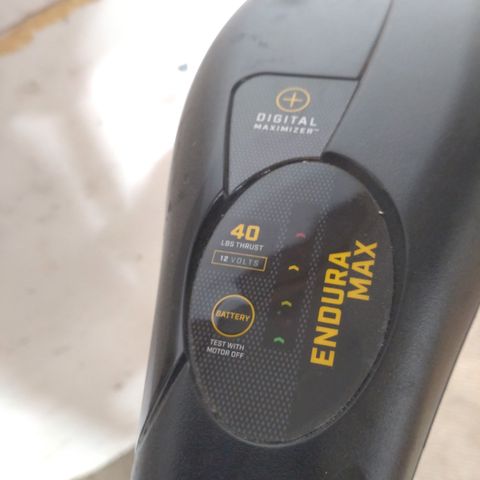 DIGITAL
MAXIMIZER™
40
LBS THRUST
12 VOLTS
BATTERY
TEST WITH
MOTOR OFF
ENDURA
MAX